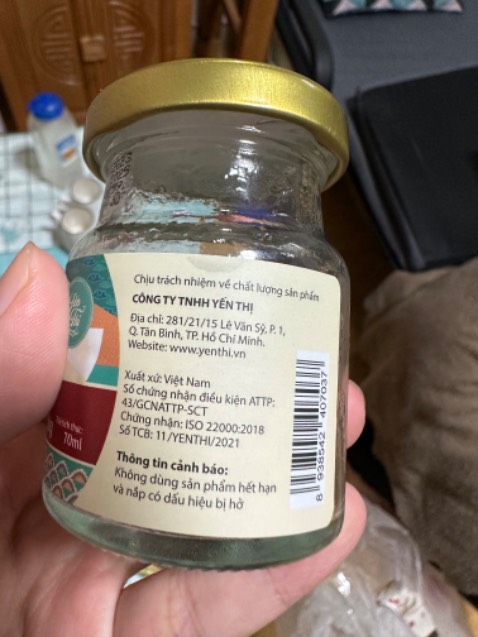 Chịu trách nhiệm về chất lượng sản phẩm
CÔNG TY TNHH YẾN THỊ
Địa chỉ: 281/21/15 Lê Văn Sỹ, P. 1,
Q. Tân Bình, TP. Hồ Chí Minh.
Website: www.yenthi.vn
Xuất xứ: Việt Nam
Số chứng nhận điều kiện ATTP:
43/GCNATTP-SCT
Chứng nhận: ISO 22000:2018
Số TCB: 11/YENTHI/2021
Thông tin cảnh báo:
Không dùng sản phẩm hết hạn
và nắp có dấu hiệu bị hở
8 938542 407037
70ml